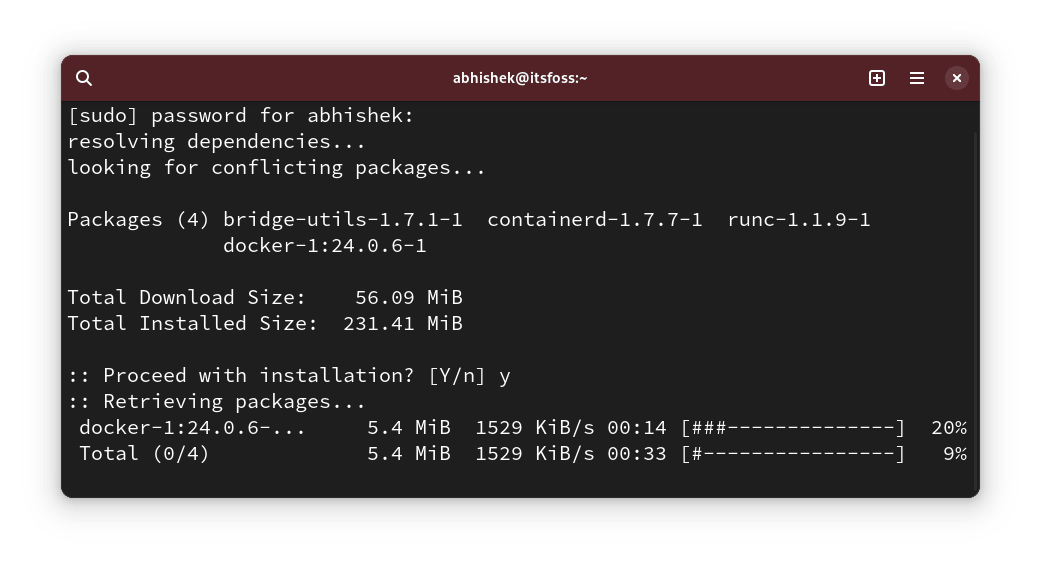 abhishek@itsfoss:~
[sudo] password for abhishek:
resolving dependencies...
looking for conflicting packages...
Packages (4) bridge-utils-1.7.1-1  containerd-1.7.7-1  runc-1.1.9-1
             docker-1:24.0.6-1
Total Download Size:    56.09 MiB
Total Installed Size:  231.41 MiB
:: Proceed with installation? [Y/n] y
:: Retrieving packages...
 docker-1:24.0.6-...     5.4 MiB  1529 KiB/s 00:14 [###--------------]  20%
 Total (0/4)             5.4 MiB  1529 KiB/s 00:33 [#----------------]   9%